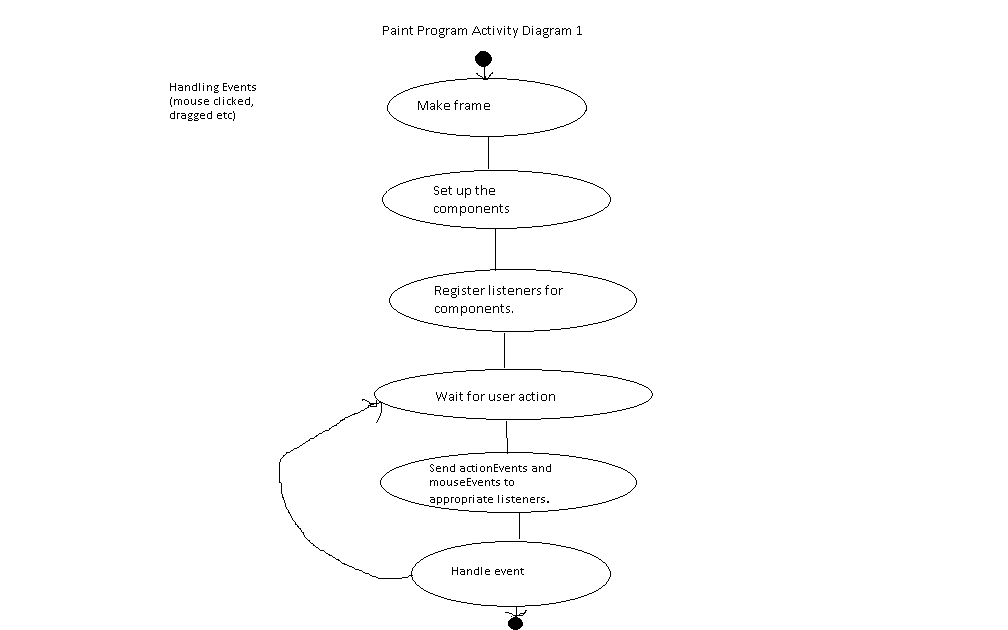 Paint Program Activity Diagram 1
Handling Events
(mouse clicked,
dragged etc)
Make frame
Set up the
components
Register listeners for
components.
Wait for user action
Send actionEvents and
mouseEvents to
appropriate listeners.
Handle event